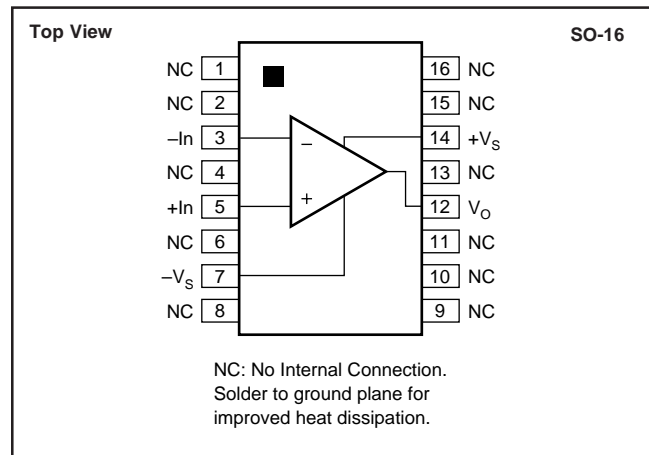 Top View SO-16
NC 1 16 NC
NC 2 15 NC
–In 3 – 14 +VS
NC 4 13 NC
+In 5 + 12 VO
NC 6 11 NC
–VS 7 10 NC
NC 8 9 NC
NC: No Internal Connection.
Solder to ground plane for
improved heat dissipation.